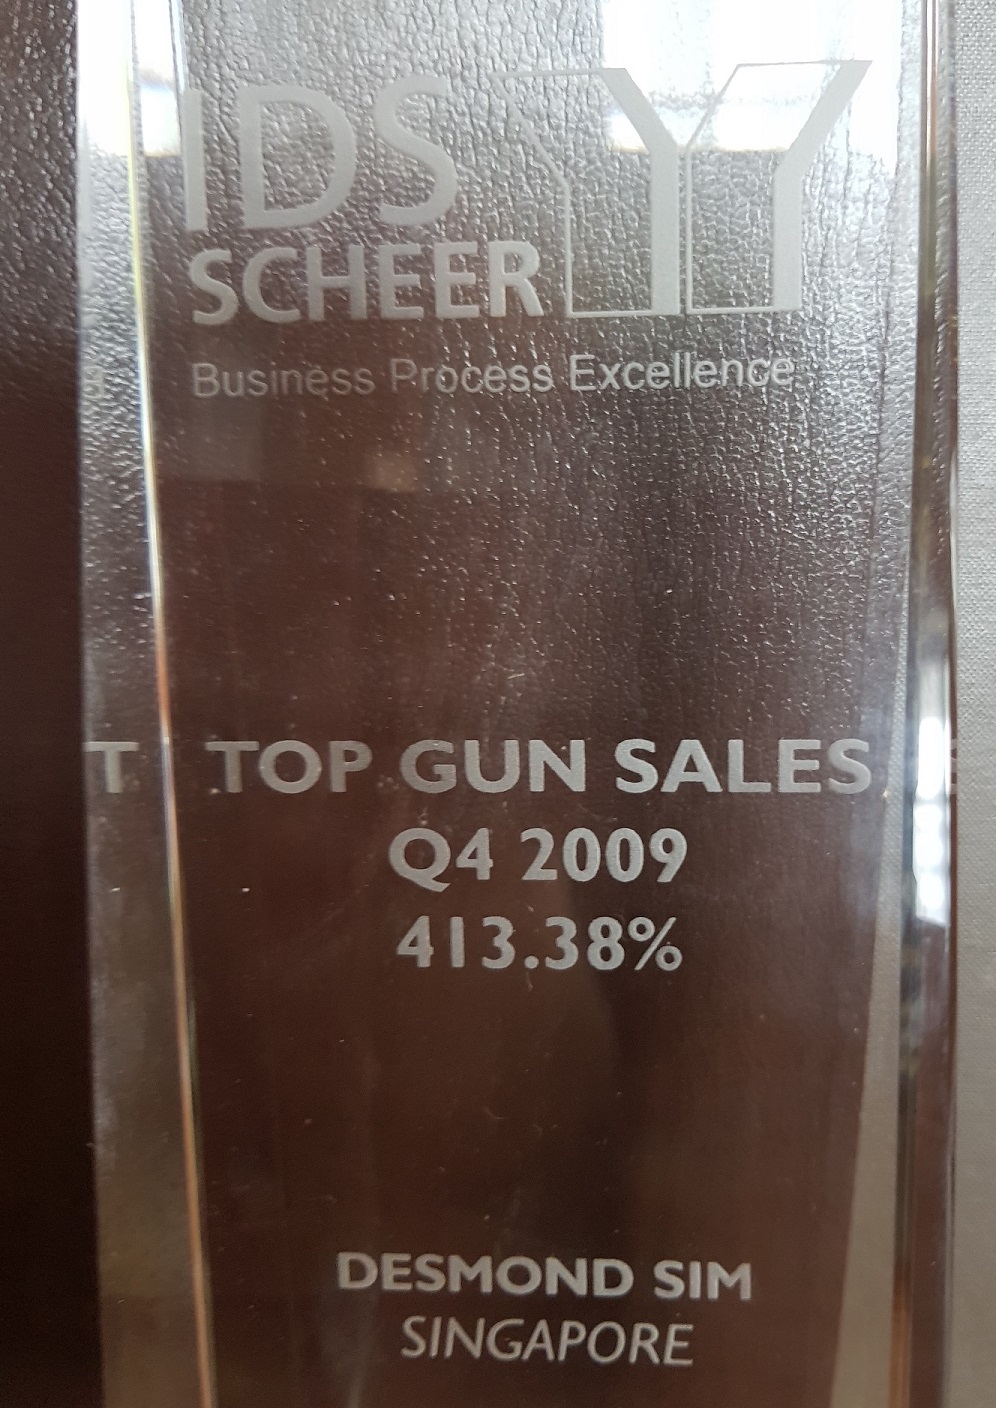 IDS
SCHEER
Business Process Excellence
TOP GUN SALES
Q4 2009
413.38%
DESMOND SIM
SINGAPORE